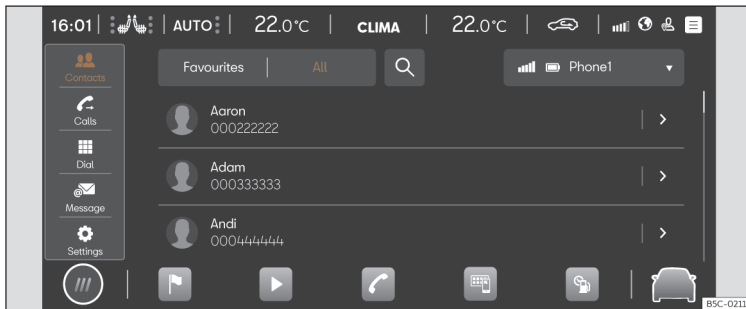 16:01 AUTO 22.0°C CLIMA 22.0°C
Favourites All Phone1
Contacts
Calls
Dial
Message
Settings
Aaron
000222222
Adam
000333333
Andi
000444444
B5C-0211